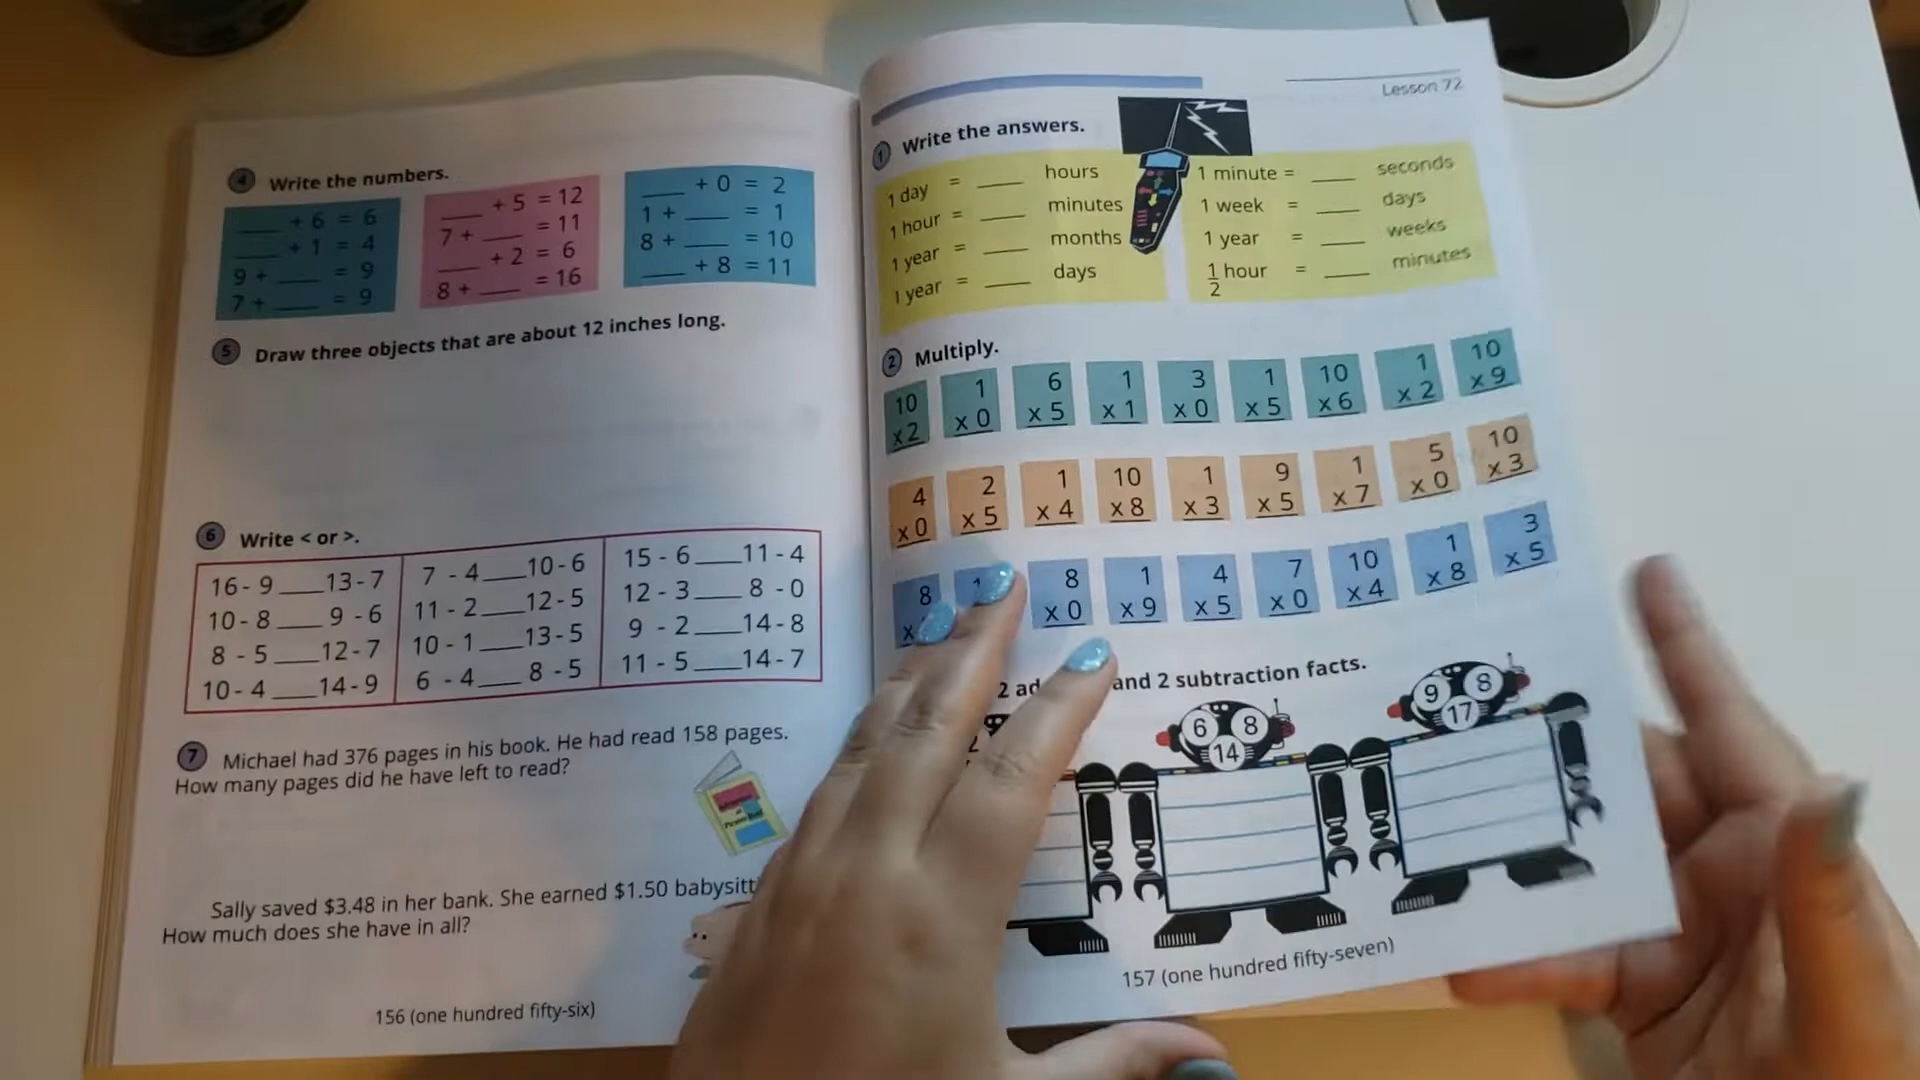 4 Write the numbers.
___ + 6 = 6
___ + 1 = 4
9 + ___ = 9
7 + ___ = 9
___ + 5 = 12
7 + ___ = 11
___ + 2 = 6
8 + ___ = 16
___ + 0 = 2
1 + ___ = 1
8 + ___ = 10
___ + 8 = 11
5 Draw three objects that are about 12 inches long.
6 Write < or >.
16 - 9 ___ 13 - 7
10 - 8 ___ 9 - 6
8 - 5 ___ 12 - 7
10 - 4 ___ 14 - 9
7 - 4 ___ 10 - 6
11 - 2 ___ 12 - 5
10 - 1 ___ 13 - 5
6 - 4 ___ 8 - 5
15 - 6 ___ 11 - 4
12 - 3 ___ 8 - 0
9 - 2 ___ 14 - 8
11 - 5 ___ 14 - 7
7 Michael had 376 pages in his book. He had read 158 pages.
How many pages did he have left to read?
Sally saved $3.48 in her bank. She earned $1.50
How much does she have in all?
156 (one hundred fifty-six)
Lesson 72
1 Write the answers.
1 day = ___ hours
1 hour = ___ minutes
1 year = ___ months
1 year = ___ days
1 minute = ___ seconds
1 week = ___ days
1 year = ___ weeks
1/2 hour = ___ minutes
2 Multiply.
10 1 6 1 3 1 10 1 10
x 2 x 0 x 5 x 1 x 0 x 5 x 6 x 2 x 9
4 2 1 10 1 9 1 5 10
x 0 x 5 x 4 x 8 x 3 x 5 x 7 x 0 x 3
8 8 1 4 7 10 1 3
x x 0 x 9 x 5 x 0 x 4 x 8 x 5
2 and 2 subtraction facts.
6 8
14
9 8
17
157 (one hundred fifty-seven)